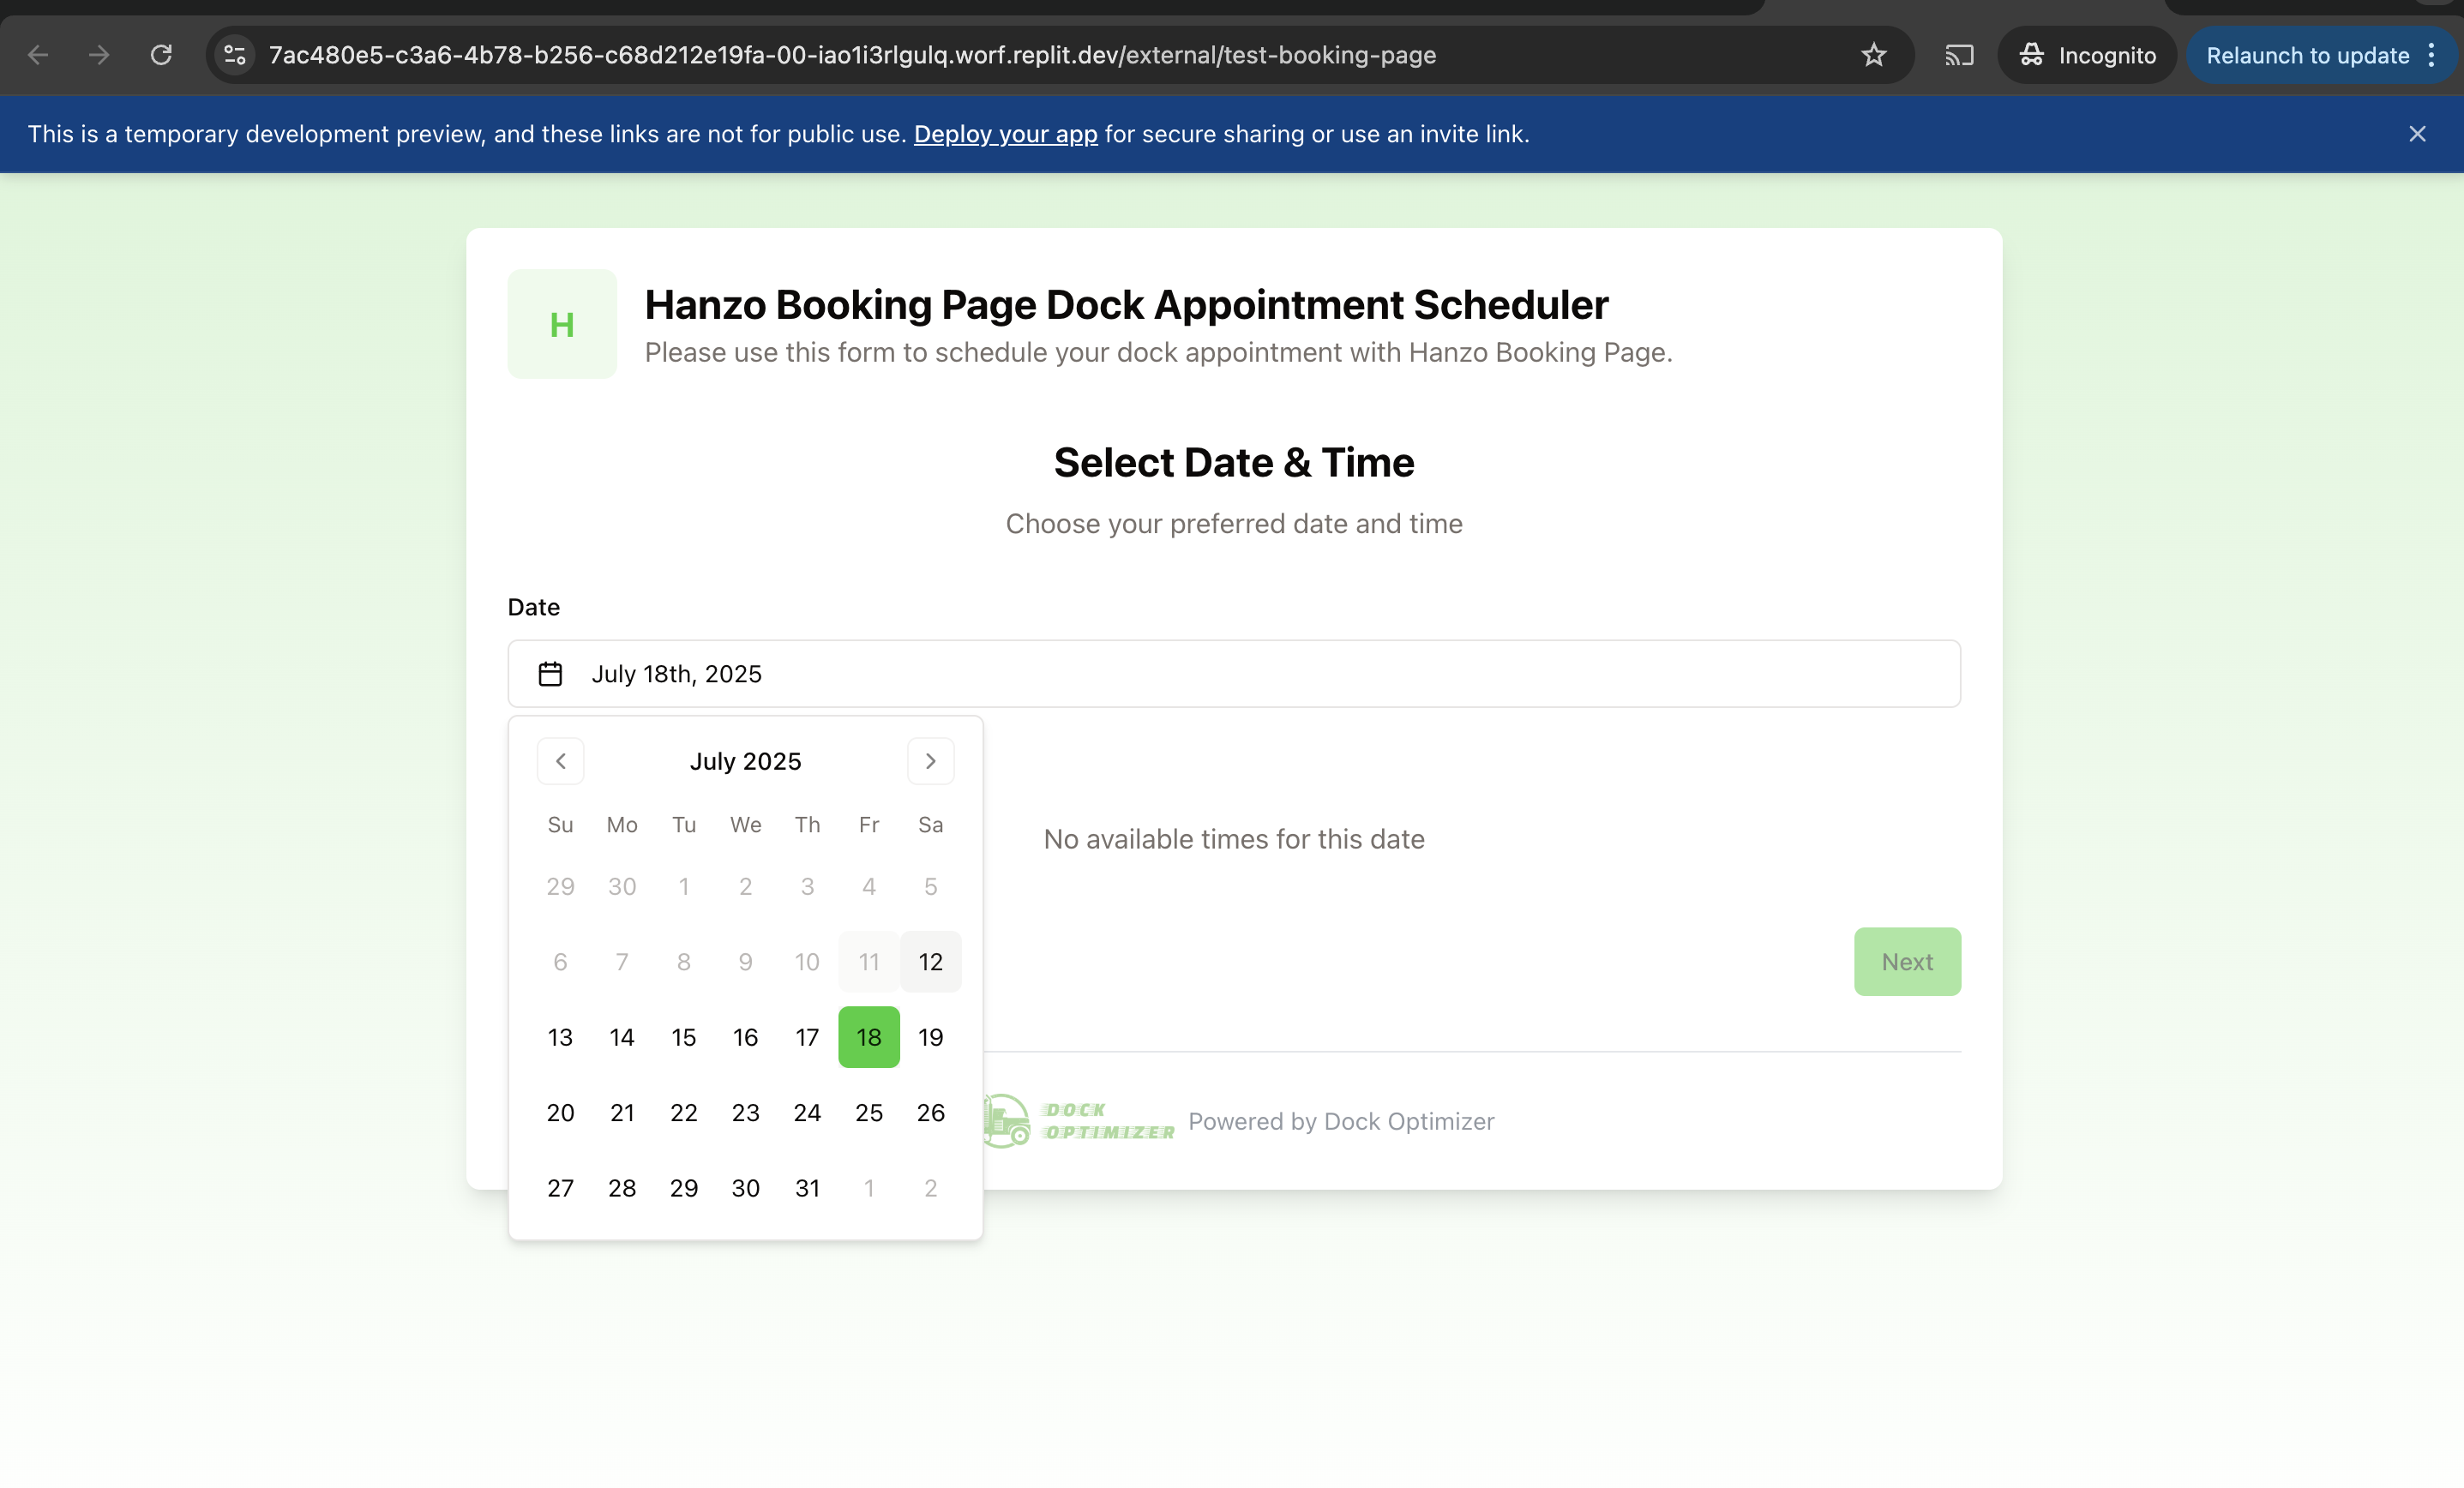 7ac480e5-c3a6-4b78-b256-c68d212e19fa-00-iao1i3rlgulq.worf.replit.dev/external/test-booking-page
Incognito
Relaunch to update
This is a temporary development preview, and these links are not for public use. Deploy your app for secure sharing or use an invite link.
H
Hanzo Booking Page Dock Appointment Scheduler
Please use this form to schedule your dock appointment with Hanzo Booking Page.
Select Date & Time
Choose your preferred date and time
Date
July 18th, 2025
July 2025
Su Mo Tu We Th Fr Sa
29 30 1 2 3 4 5
6 7 8 9 10 11 12
13 14 15 16 17 18 19
20 21 22 23 24 25 26
27 28 29 30 31 1 2
No available times for this date
Next
DOCK
OPTIMIZER
Powered by Dock Optimizer